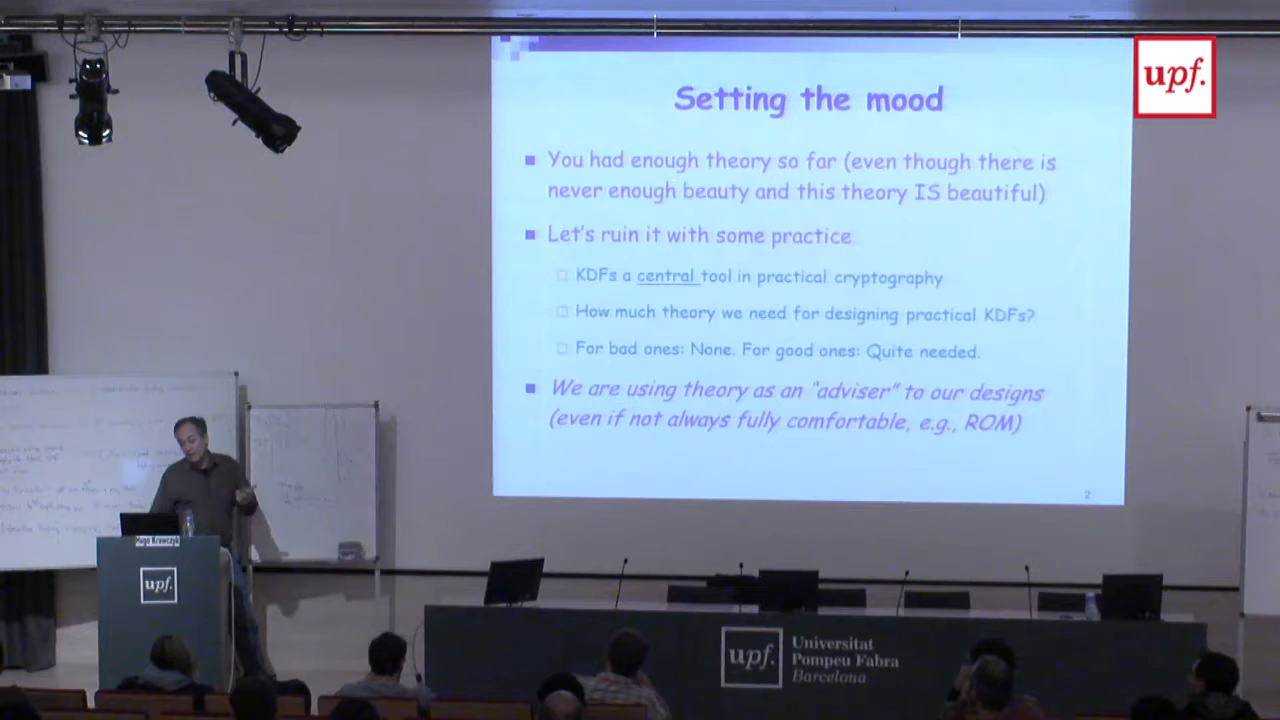 upf.
Setting the mood
You had enough theory so far (even though there is
never enough beauty and this theory IS beautiful)
Let's ruin it with some practice
KDFs a central tool in practical cryptography
How much theory we need for designing practical KDFs?
For bad ones: None. For good ones: Quite needed.
We are using theory as an "adviser" to our designs
(even if not always fully comfortable, e.g., ROM)
2
Hugo Krawczyk
upf.
upf.
Universitat
Pompeu Fabra
Barcelona